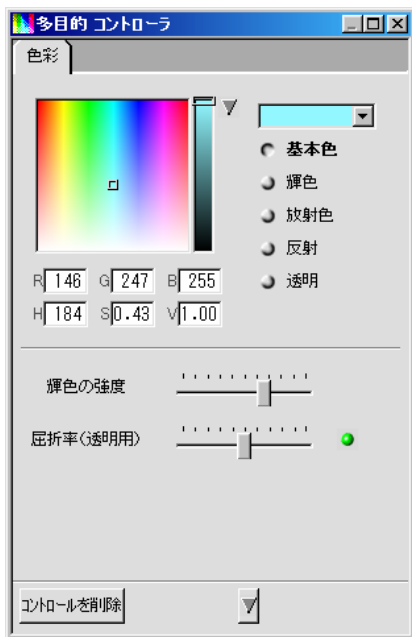 多目的 コントローラ
色彩
基本色
輝色
放射色
反射
透明
R 146 G 247 B 255
H 184 S 0.43 V 1.00
輝色の強度
屈折率(透明用)
コントロールを削除